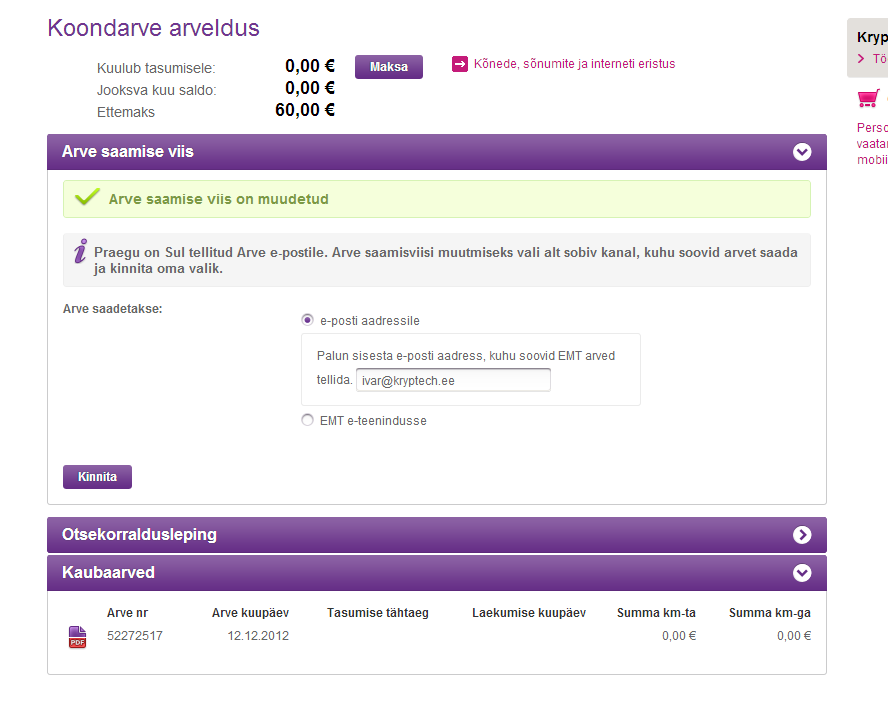 Koondarve arveldus
Kuulub tasumisele: 0,00 €
Jooksva kuu saldo: 0,00 €
Ettemaks 60,00 €
Maksa
Kõnede, sõnumite ja interneti eristus
Arve saamise viis
Arve saamise viis on muudetud
Praegu on Sul tellitud Arve e-postile. Arve saamisviisi muutmiseks vali alt sobiv kanal, kuhu soovid arvet saada
ja kinnita oma valik.
Arve saadetakse:
e-posti aadressile
Palun sisesta e-posti aadress, kuhu soovid EMT arved
tellida. ivar@kryptech.ee
EMT e-teenindusse
Kinnita
Otsekorraldusleping
Kaubaarved
Arve nr Arve kuupäev Tasumise tähtaeg Laekumise kuupäev Summa km-ta Summa km-ga
PDF 52272517 12.12.2012 0,00 € 0,00 €
Kryp
Tö
Perso
vaata
mobii